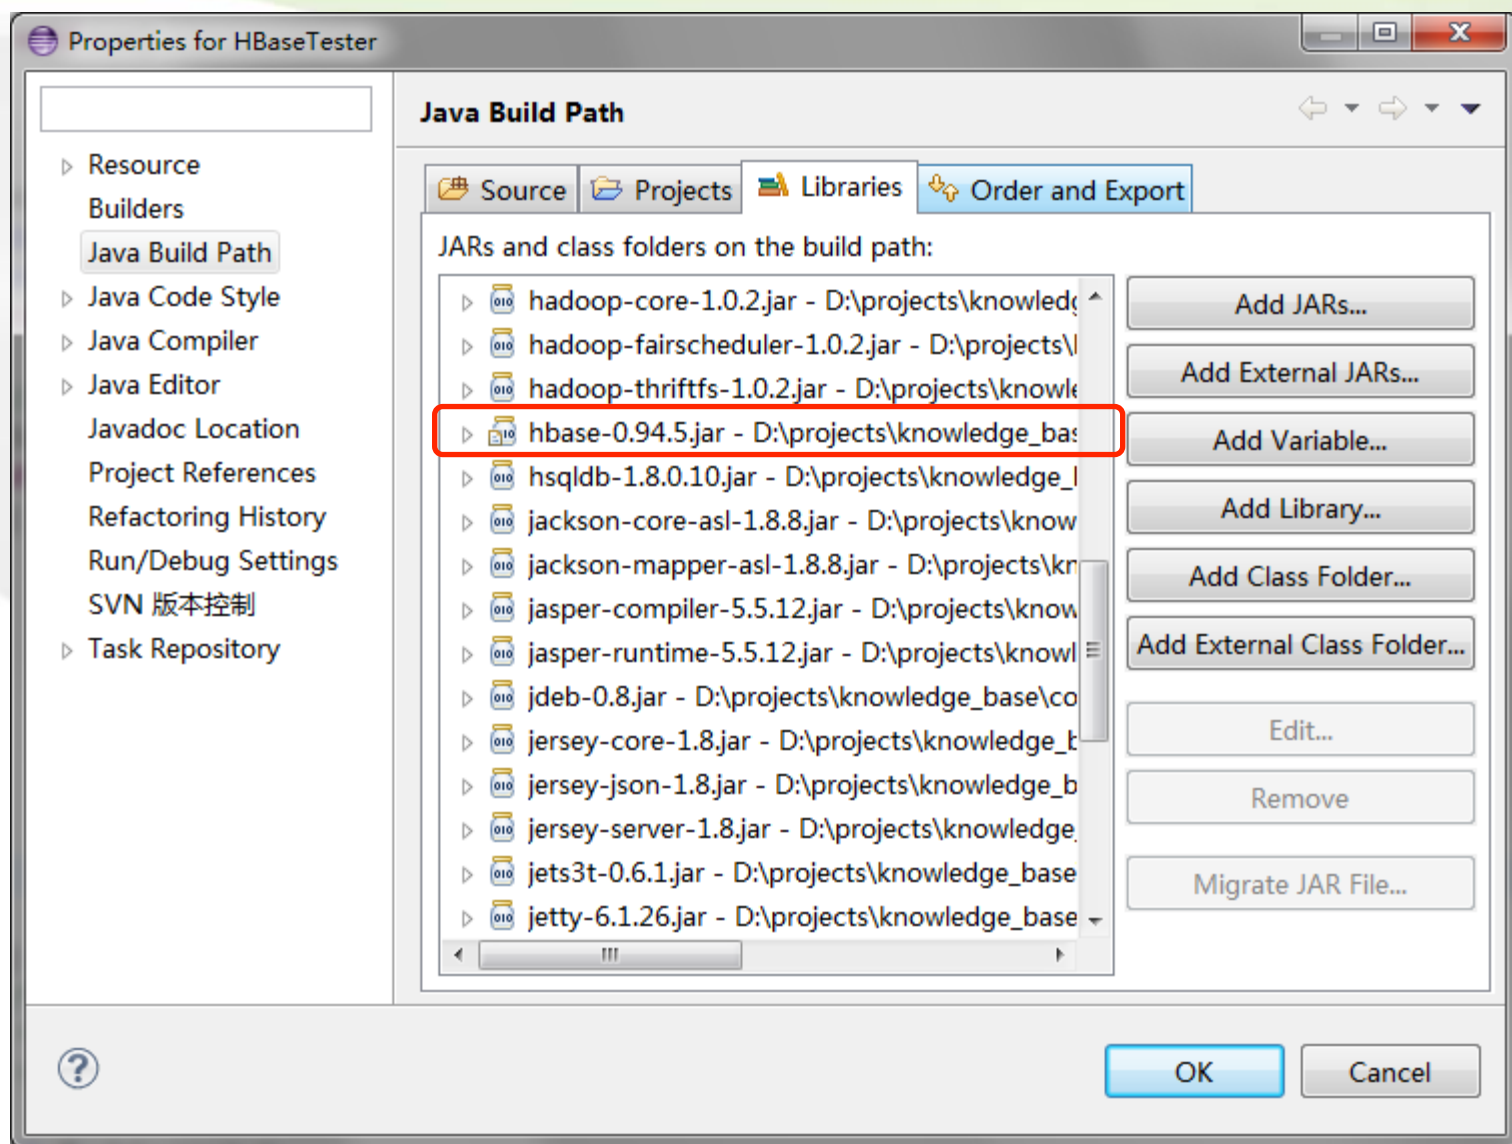 Properties for HBaseTester
Resource
Builders
Java Build Path
Java Code Style
Java Compiler
Java Editor
Javadoc Location
Project References
Refactoring History
Run/Debug Settings
SVN 版本控制
Task Repository
Java Build Path
Source Projects Libraries Order and Export
JARs and class folders on the build path:
hadoop-core-1.0.2.jar - D:\projects\knowledg
hadoop-fairscheduler-1.0.2.jar - D:\projects\
hadoop-thriftfs-1.0.2.jar - D:\projects\knowle
hbase-0.94.5.jar - D:\projects\knowledge_bas
hsqldb-1.8.0.10.jar - D:\projects\knowledge_
jackson-core-asl-1.8.8.jar - D:\projects\know
jackson-mapper-asl-1.8.8.jar - D:\projects\kn
jasper-compiler-5.5.12.jar - D:\projects\know
jasper-runtime-5.5.12.jar - D:\projects\knowl
jdeb-0.8.jar - D:\projects\knowledge_base\co
jersey-core-1.8.jar - D:\projects\knowledge_b
jersey-json-1.8.jar - D:\projects\knowledge_b
jersey-server-1.8.jar - D:\projects\knowledge_
jets3t-0.6.1.jar - D:\projects\knowledge_base
jetty-6.1.26.jar - D:\projects\knowledge_base
Add JARs...
Add External JARs...
Add Variable...
Add Library...
Add Class Folder...
Add External Class Folder...
Edit...
Remove
Migrate JAR File...
OK
Cancel